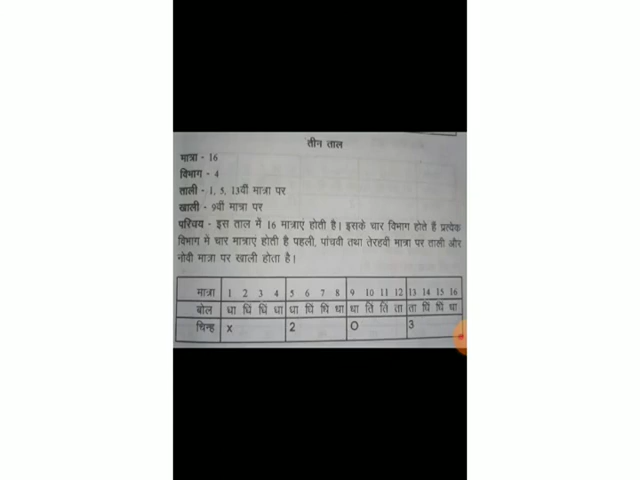 तीन ताल
मात्रा - 16
विभाग - 4
ताली - 1, 5, 13वीं मात्रा पर
खाली - 9वीं मात्रा पर
परिचय - इस ताल में 16 मात्राएं होती है। इसके चार विभाग होते है प्रत्येक
विभाग मे चार मात्राएं होती है पहली, पांचवी तथा तेरहवीं मात्रा पर ताली और
नोवी मात्रा पर खाली होता है।
मात्रा 1 2 3 4 5 6 7 8 9 10 11 12 13 14 15 16
बोल धा धिं धिं धा धा धिं धिं धा धा तिं तिं ता ता धिं धिं धा
चिन्ह x 2 O 3